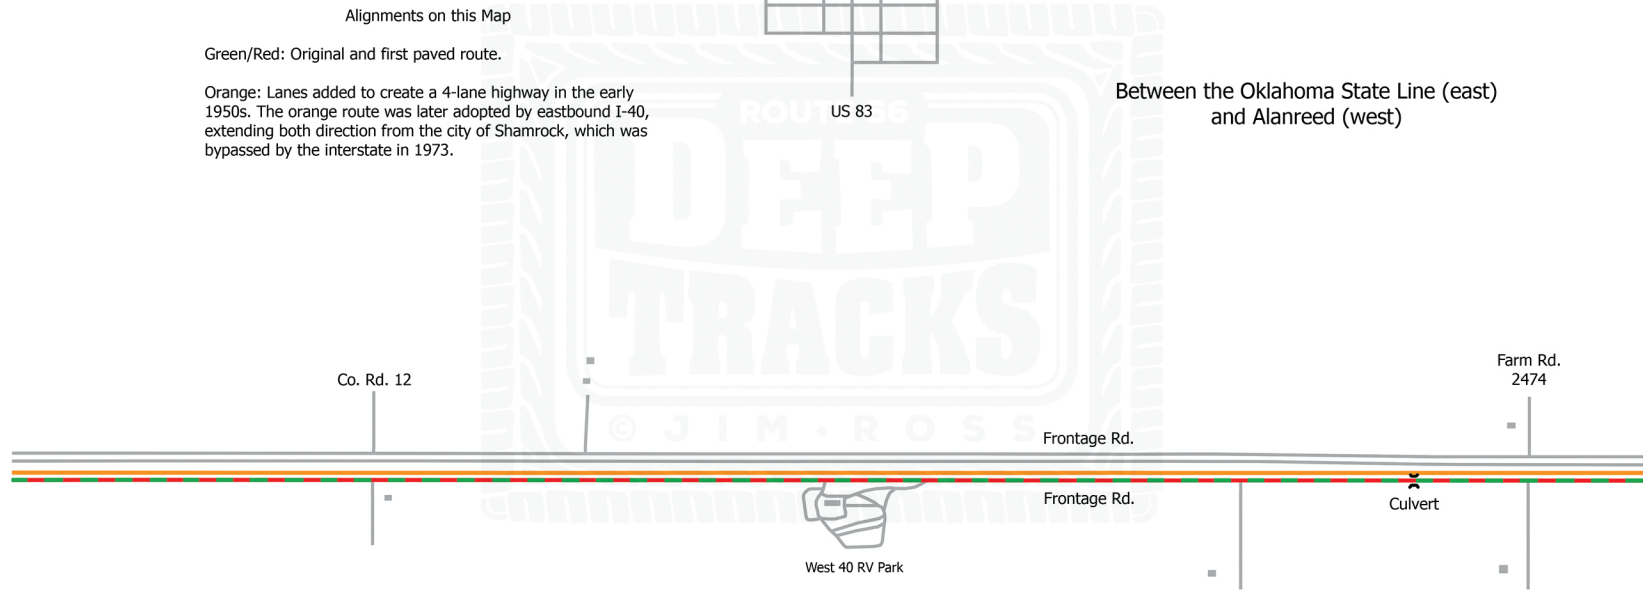 Alignments on this Map
Green/Red: Original and first paved route.
Orange: Lanes added to create a 4-lane highway in the early
1950s. The orange route was later adopted by eastbound I-40,
extending both direction from the city of Shamrock, which was
bypassed by the interstate in 1973.
US 83
Between the Oklahoma State Line (east)
and Alanreed (west)
ROUTE 66
DEEP
TRACKS
© JIM·ROSS
Co. Rd. 12
Farm Rd.
2474
Frontage Rd.
Frontage Rd.
Culvert
West 40 RV Park